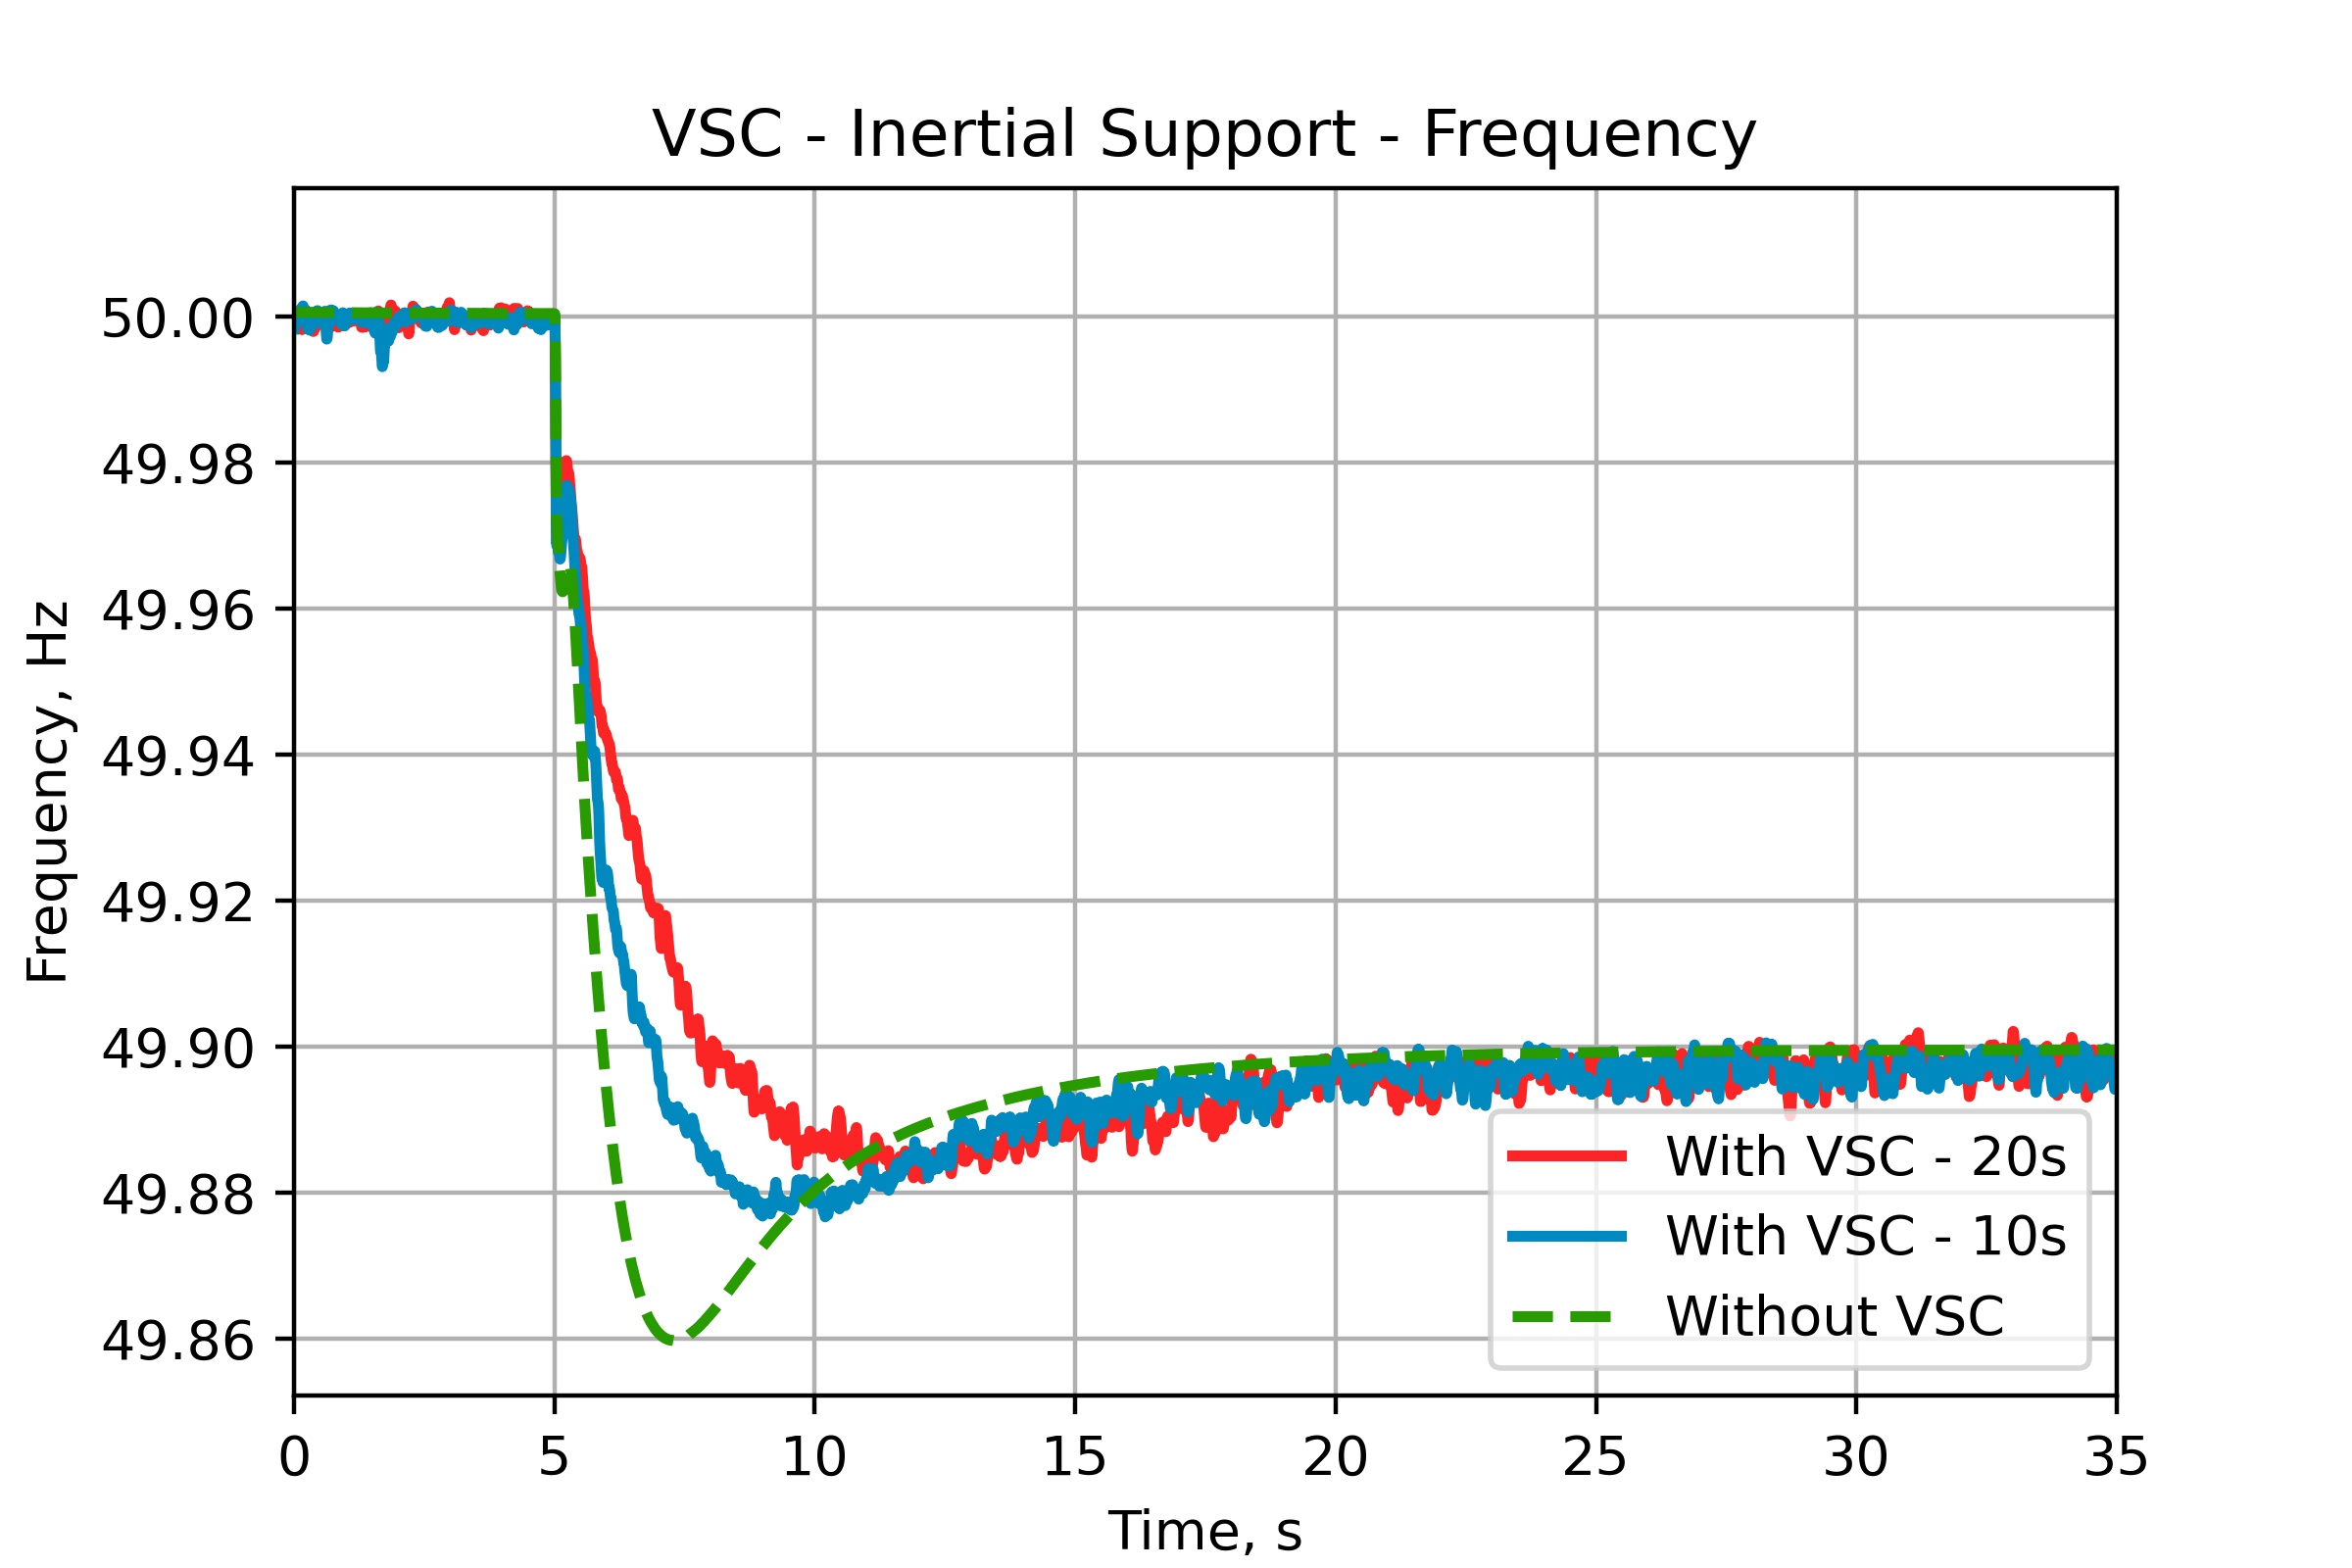 VSC - Inertial Support - Frequency
50.00
49.98
49.96
49.94
49.92
49.90
49.88
49.86
Frequency, Hz
With VSC - 20s
With VSC - 10s
Without VSC
0 5 10 15 20 25 30 35
Time, s